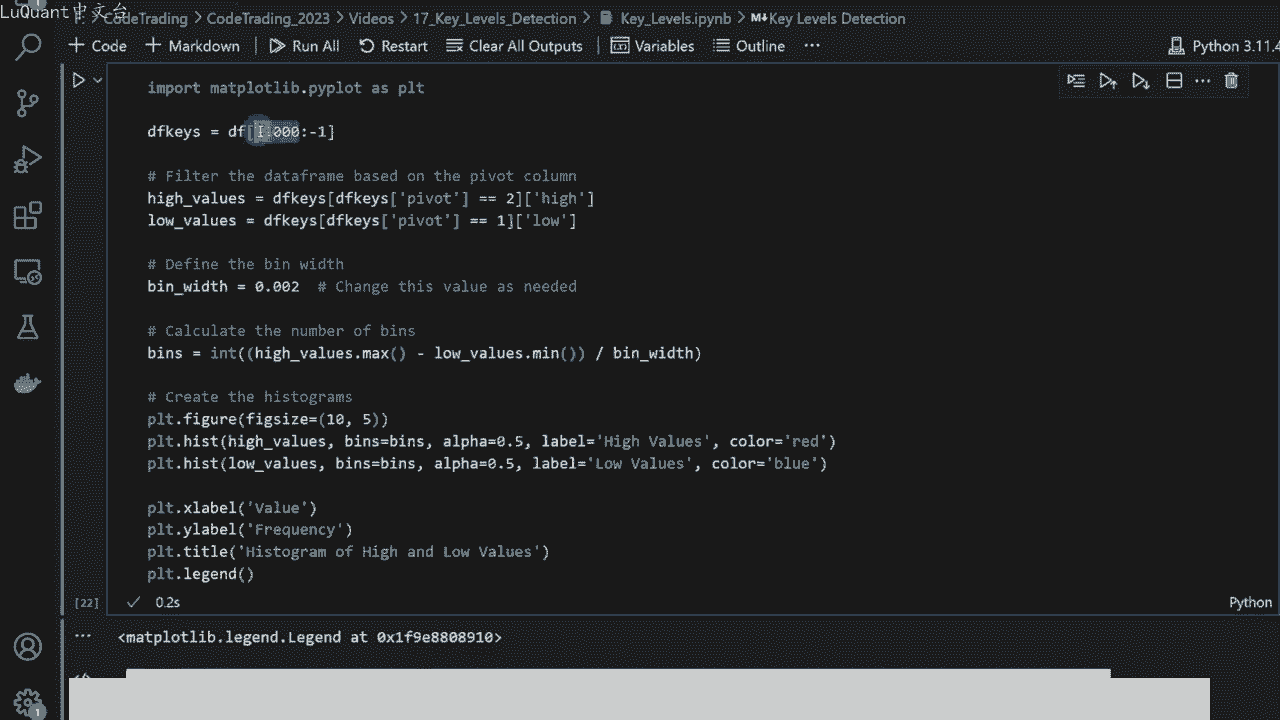 LuQuant中文台
CodeTrading > CodeTrading_2023 > Videos > 17_Key_Levels_Detection > Key_Levels.ipynb > Key Levels Detection
Code Markdown Run All Restart Clear All Outputs Variables Outline ... Python 3.11.4
import matplotlib.pyplot as plt
dfkeys = df[ :-1]
# Filter the dataframe based on the pivot column
high_values = dfkeys[dfkeys['pivot'] == 2]['high']
low_values = dfkeys[dfkeys['pivot'] == 1]['low']
# Define the bin width
bin_width = 0.002  # Change this value as needed
# Calculate the number of bins
bins = int((high_values.max() - low_values.min()) / bin_width)
# Create the histograms
plt.figure(figsize=(10, 5))
plt.hist(high_values, bins=bins, alpha=0.5, label='High Values', color='red')
plt.hist(low_values, bins=bins, alpha=0.5, label='Low Values', color='blue')
plt.xlabel('Value')
plt.ylabel('Frequency')
plt.title('Histogram of High and Low Values')
plt.legend()
[22] 0.2s Python
... <matplotlib.legend.Legend at 0x1f9e8808910>
1